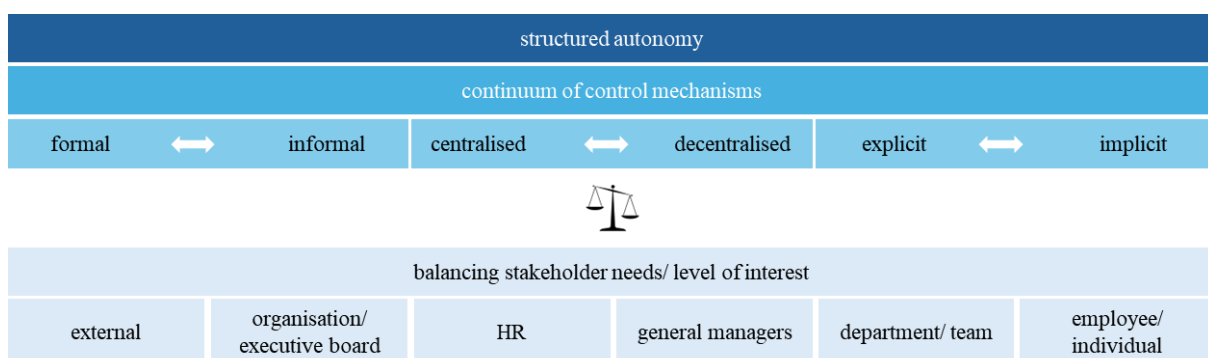 structured autonomy
continuum of control mechanisms
formal informal centralised decentralised explicit implicit
balancing stakeholder needs/ level of interest
external
organisation/
executive board
HR
general managers
department/ team
employee/
individual